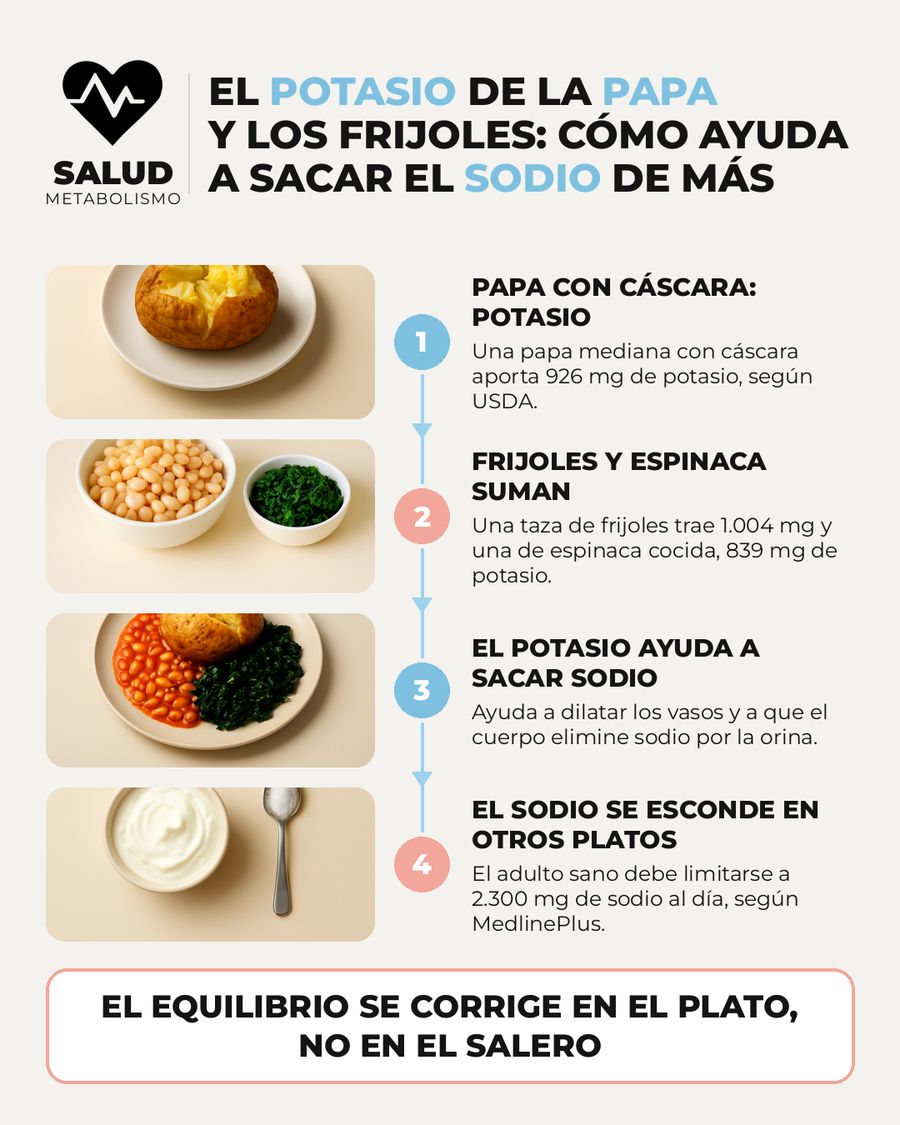 SALUD
METABOLISMO
EL POTASIO DE LA PAPA
Y LOS FRIJOLES: CÓMO AYUDA
A SACAR EL SODIO DE MÁS
1
PAPA CON CÁSCARA:
POTASIO
Una papa mediana con cáscara
aporta 926 mg de potasio, según
USDA.
2
FRIJOLES Y ESPINACA
SUMAN
Una taza de frijoles trae 1.004 mg y
una de espinaca cocida, 839 mg de
potasio.
3
EL POTASIO AYUDA A
SACAR SODIO
Ayuda a dilatar los vasos y a que el
cuerpo elimine sodio por la orina.
4
EL SODIO SE ESCONDE EN
OTROS PLATOS
El adulto sano debe limitarse a
2.300 mg de sodio al día, según
MedlinePlus.
EL EQUILIBRIO SE CORRIGE EN EL PLATO,
NO EN EL SALERO